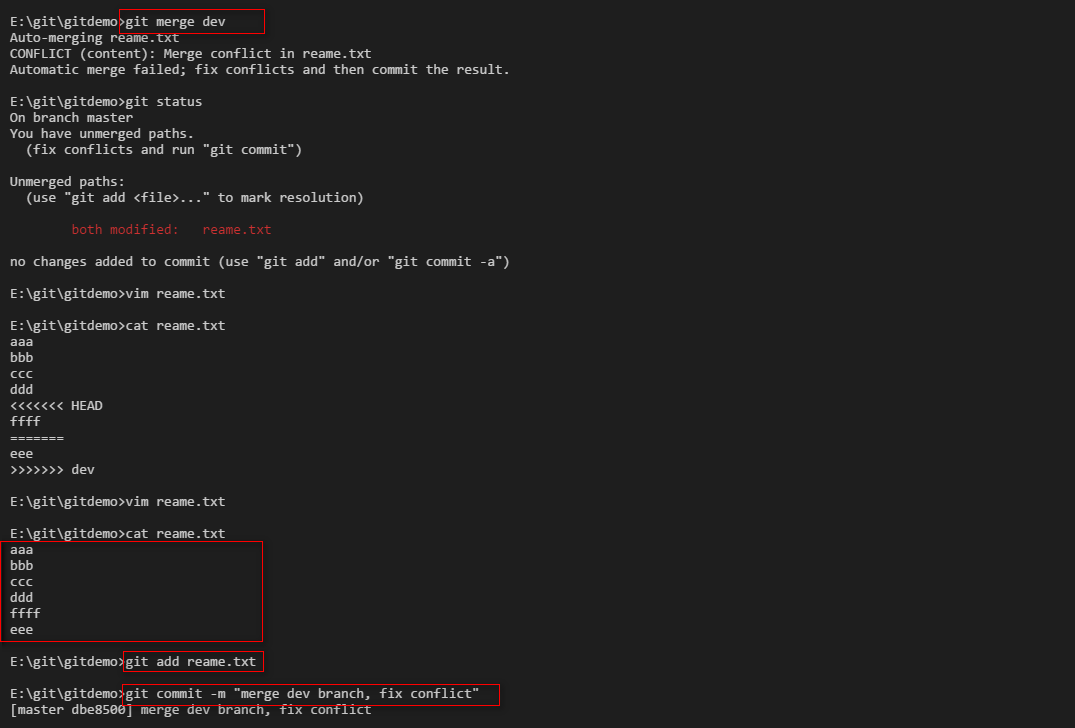 E:\git\gitdemo>git merge dev
Auto-merging reame.txt
CONFLICT (content): Merge conflict in reame.txt
Automatic merge failed; fix conflicts and then commit the result.
E:\git\gitdemo>git status
On branch master
You have unmerged paths.
  (fix conflicts and run "git commit")
Unmerged paths:
  (use "git add <file>..." to mark resolution)
        both modified:   reame.txt
no changes added to commit (use "git add" and/or "git commit -a")
E:\git\gitdemo>vim reame.txt
E:\git\gitdemo>cat reame.txt
aaa
bbb
ccc
ddd
<<<<<<< HEAD
ffff
=======
eee
>>>>>>> dev
E:\git\gitdemo>vim reame.txt
E:\git\gitdemo>cat reame.txt
aaa
bbb
ccc
ddd
ffff
eee
E:\git\gitdemo>git add reame.txt
E:\git\gitdemo>git commit -m "merge dev branch, fix conflict"
[master dbe8500] merge dev branch, fix conflict